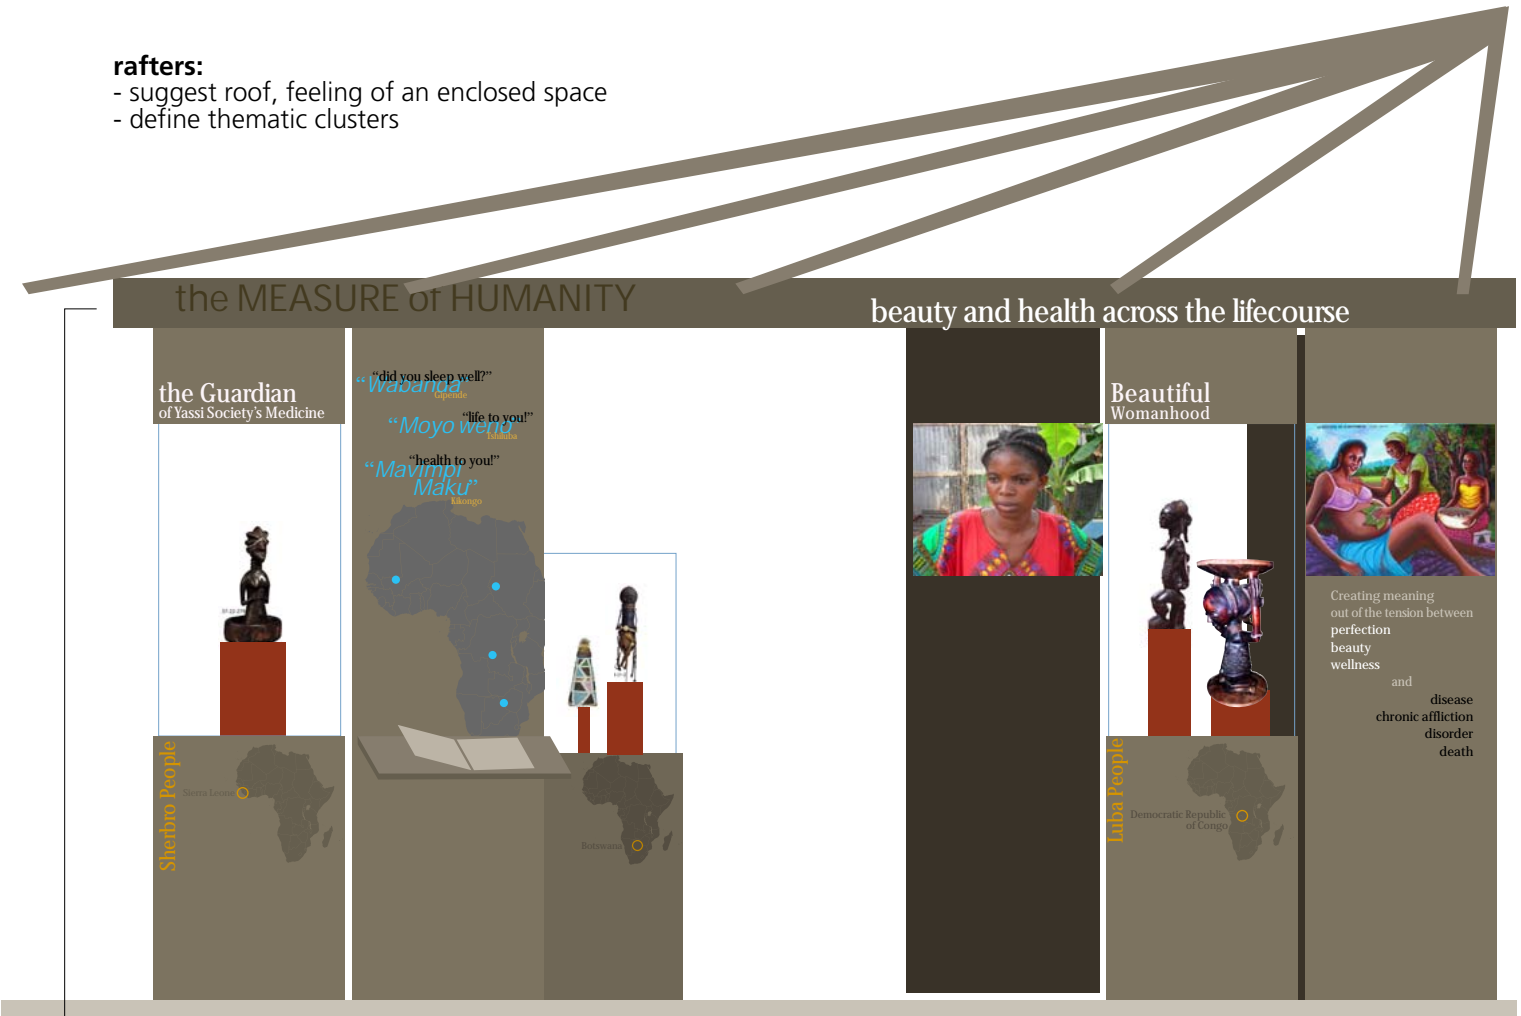 rafters:
- suggest roof, feeling of an enclosed space
- define thematic clusters
the MEASURE of HUMANITY
beauty and health across the lifecourse
the Guardian
of Yassi Society's Medicine
“did you sleep well?”
“Wabanda”
Gipende
“life to you!”
“Moyo wenu”
Tshiluba
“health to you!”
“Mavimpi
Maku”
Kikongo
Beautiful
Womanhood
Creating meaning
out of the tension between
perfection
beauty
wellness
and
disease
chronic affliction
disorder
death
Sherbro People
Sierra Leone
Botswana
Luba People
Democratic Republic
of Congo